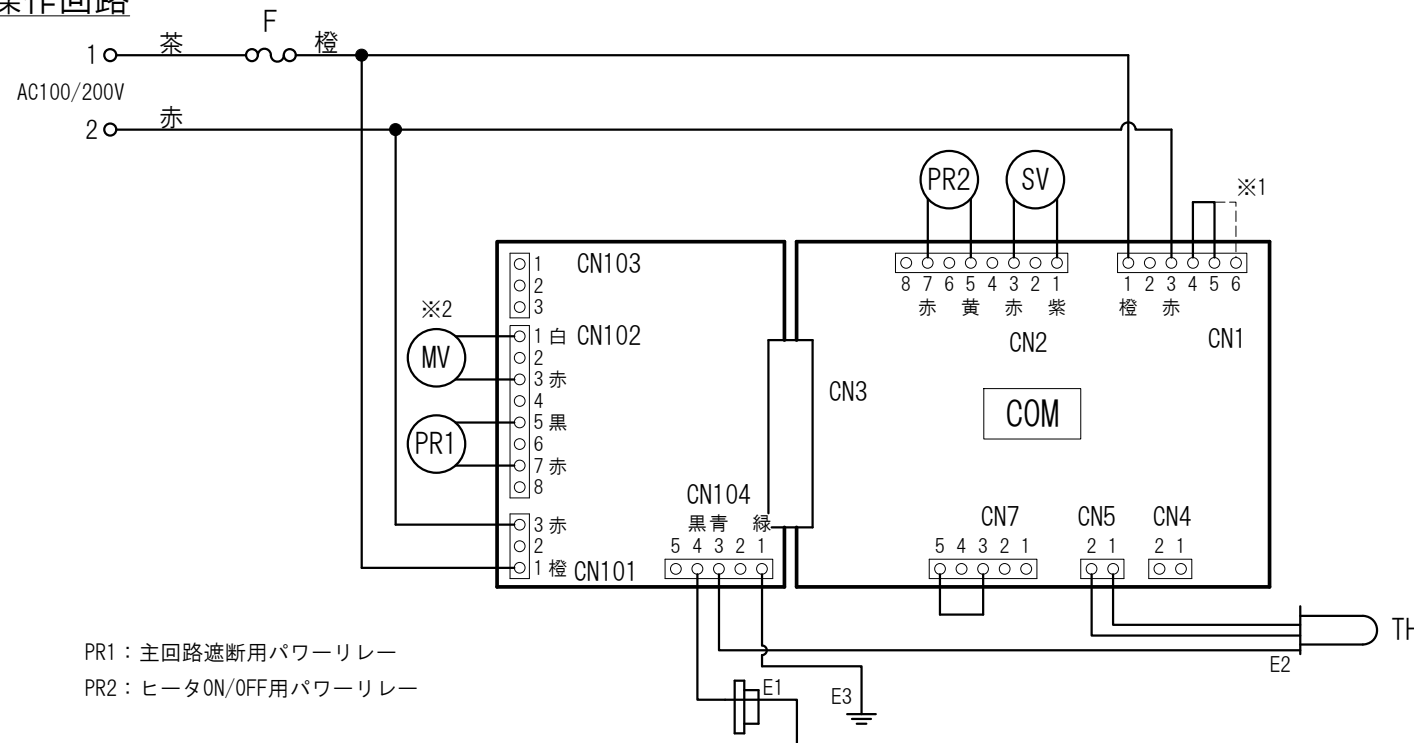 操作回路
F
1 茶 橙
AC100/200V
2 赤
PR2 SV ※1
8 7 6 5 4 3 2 1
赤 黄 赤 紫
CN2
1 2 3 4 5 6
橙 赤
CN1
1 CN103
2
3
※2
MV
1 白 CN102
2
3 赤
4
PR1
5 黒
6
7 赤
8
3 赤
2
1 橙 CN101
CN3
COM
CN104
黒 青 緑
5 4 3 2 1
CN7
5 4 3 2 1
CN5
2 1
CN4
2 1
TH
E2
E1
E3
PR1：主回路遮断用パワーリレー
PR2：ヒータON/OFF用パワーリレー